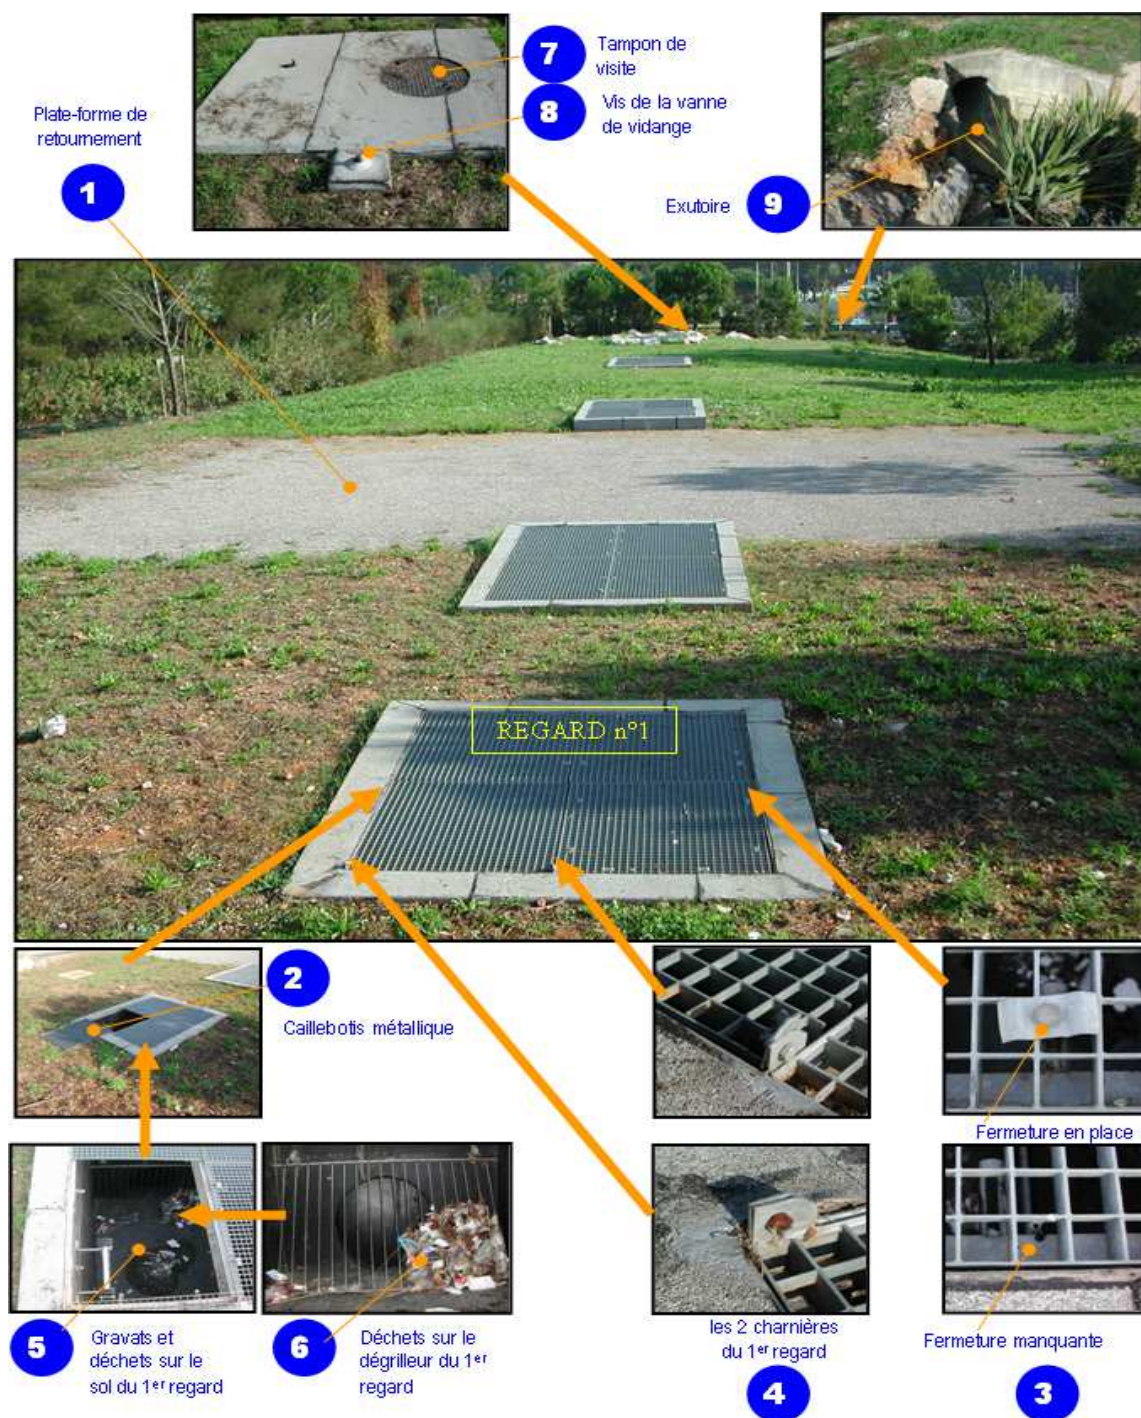 7
Tampon de
visite
8
Vis de la vanne
de vidange
Plate-forme de
retournement
1
Exutoire
9
REGARD n°1
2
Caillebotis métallique
Fermeture en place
5
Gravats et
déchets sur le
sol du 1er regard
6
Déchets sur le
dégrilleur du 1er
regard
les 2 charnières
du 1er regard
4
Fermeture manquante
3